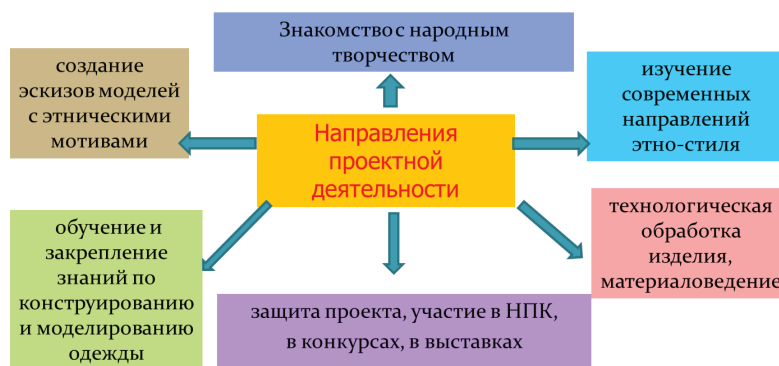 Знакомство с народным
творчеством
создание
эскизов моделей
с этническими
мотивами
изучение
современных
направлений
этно-стиля
Направления
проектной
деятельности
обучение и
закрепление
знаний по
конструированию
и моделированию
одежды
технологическая
обработка
изделия,
материаловедение
защита проекта, участие в НПК,
в конкурсах, в выставках